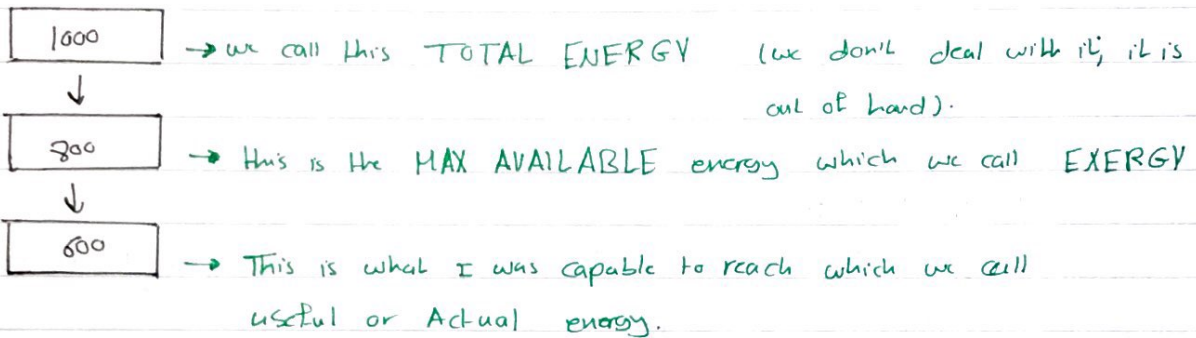 1000 → we call this TOTAL ENERGY (we don't deal with it; it is
out of hand).
↓
800 → this is the MAX AVAILABLE energy which we call EXERGY
↓
600 → This is what I was capable to reach which we call
useful or Actual energy.